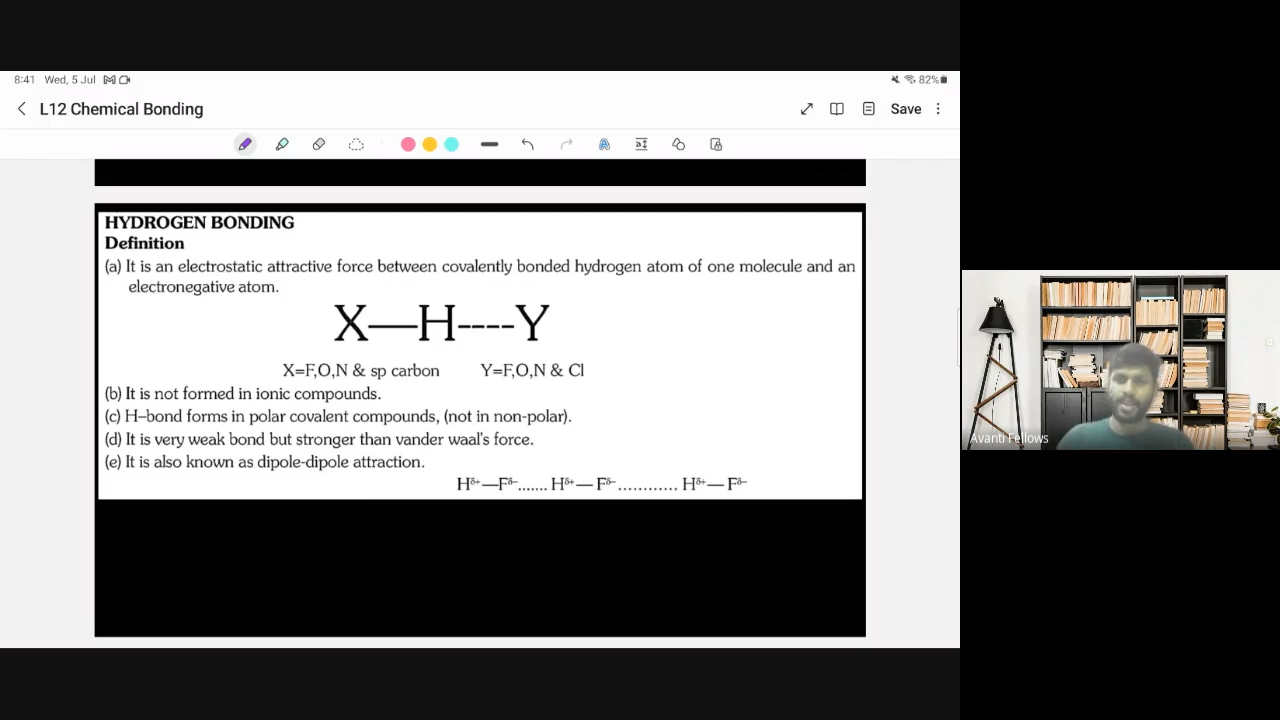 8:41 Wed, 5 Jul
82%
L12 Chemical Bonding
Save
HYDROGEN BONDING
Definition
(a) It is an electrostatic attractive force between covalently bonded hydrogen atom of one molecule and an
electronegative atom.
X—H----Y
X=F,O,N & sp carbon Y=F,O,N & Cl
(b) It is not formed in ionic compounds.
(c) H–bond forms in polar covalent compounds, (not in non-polar).
(d) It is very weak bond but stronger than vander waal's force.
(e) It is also known as dipole-dipole attraction.
Hᵟ⁺—Fᵟ⁻....... Hᵟ⁺— Fᵟ⁻............ Hᵟ⁺— Fᵟ⁻
Avanti Fellows